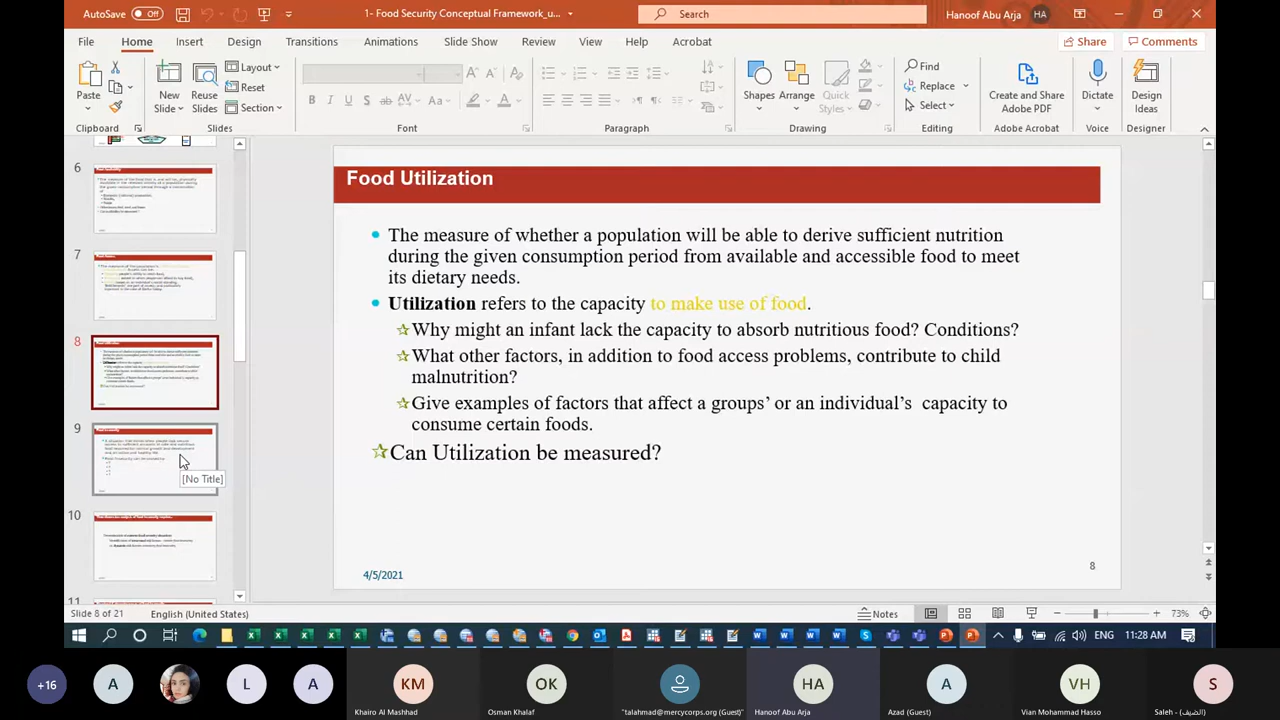 AutoSave Off 1- Food Security Conceptual Framework_u... Search Hanoof Abu Arja HA
File Home Insert Design Transitions Animations Slide Show Review View Help Acrobat Share Comments
Paste New Slide Reuse Slides Layout Reset Section Shapes Arrange Quick Styles Find Replace Select Create and Share Adobe PDF Dictate Design Ideas
Clipboard Slides Font Paragraph Drawing Editing Adobe Acrobat Voice Designer
6
7
8
9
[No Title]
10
11
Food Utilization
The measure of whether a population will be able to derive sufficient nutrition
during the given consumption period from available and accessible food to meet
its dietary needs.
Utilization refers to the capacity to make use of food.
Why might an infant lack the capacity to absorb nutritious food? Conditions?
What other factors, in addition to food access problems, contribute to child
malnutrition?
Give examples of factors that affect a groups’ or an individual’s capacity to
consume certain foods.
Can Utilization be measured?
4/5/2021
8
Slide 8 of 21 English (United States) Notes 73%
ENG 11:28 AM
+16 A L A KM OK HA A VH S
Khairo Al Mashhad Osman Khalaf "talahmad@mercycorps.org (Guest)" Hanoof Abu Arja Azad (Guest) Vian Mohammad Hasso Saleh - (الضيف)